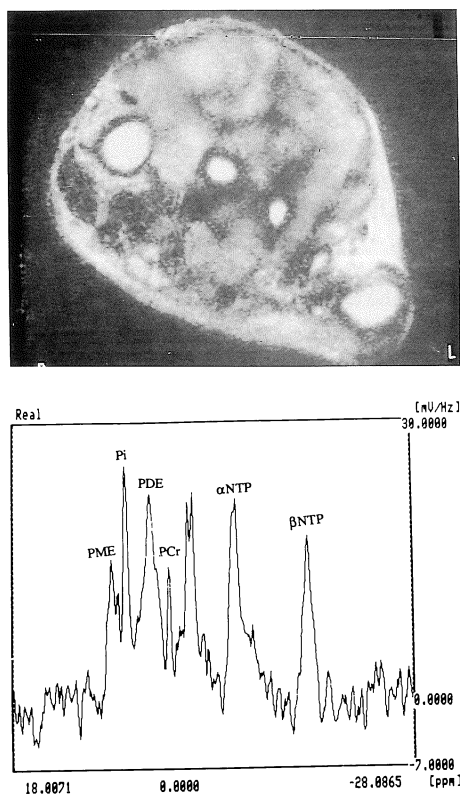 L
Real
[mV/Hz]
30.0000
Pi
PDE
αNTP
βNTP
PME
PCr
0.0000
-7.0000
18.0071
0.0000
-28.0865
[ppm]